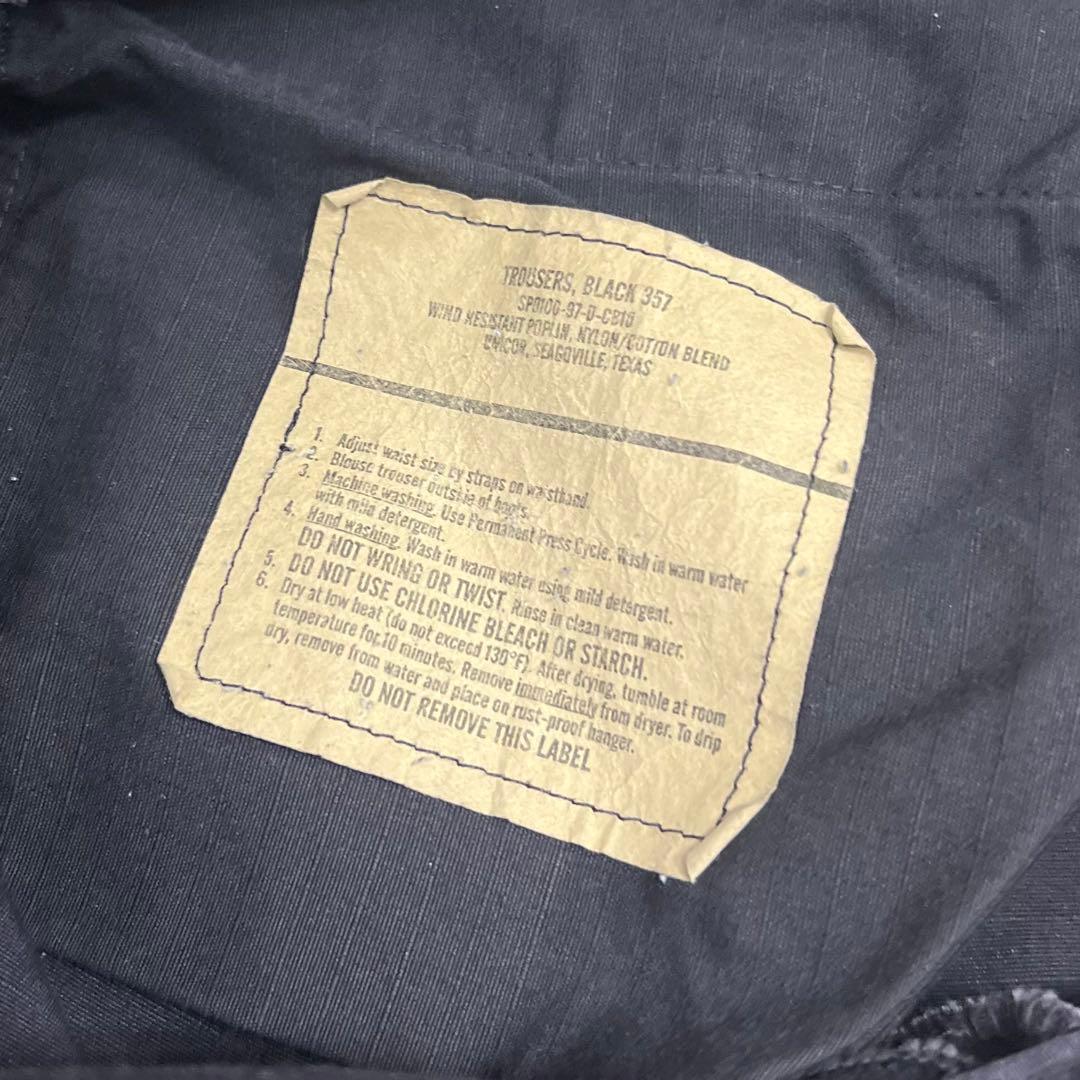 TROUSERS, BLACK 357
SP0100-97-D-CB10
WIND RESISTANT POPLIN, NYLON/COTTON BLEND
UNICOR, SEAGOVILLE, TEXAS
1. Adjust waist size by straps on waistband.
2. Blouse trouser outside of boots.
3. Machine washing. Use Permanent Press Cycle. Wash in warm water
with mild detergent.
4. Hand washing. Wash in warm water using mild detergent.
DO NOT WRING OR TWIST. Rinse in clean warm water.
5. DO NOT USE CHLORINE BLEACH OR STARCH.
6. Dry at low heat (do not exceed 130°F). After drying, tumble at room
temperature for 10 minutes. Remove immediately from dryer. To drip
dry, remove from water and place on rust-proof hanger.
DO NOT REMOVE THIS LABEL